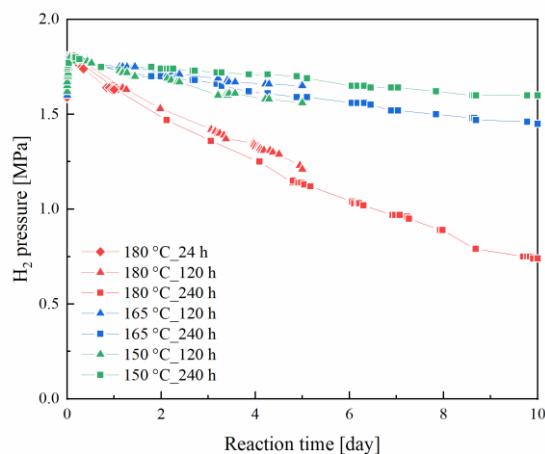 2.0
1.5
1.0
0.5
0.0
H₂ pressure [MPa]
180 °C_24 h
180 °C_120 h
180 °C_240 h
165 °C_120 h
165 °C_240 h
150 °C_120 h
150 °C_240 h
0 2 4 6 8 10
Reaction time [day]